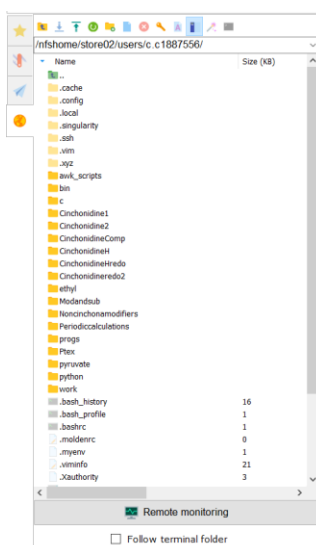 /nfshome/store02/users/c.c1887556/
Name Size (KB)
..
.cache
.config
.local
.singularity
.ssh
.vim
.xyz
awk_scripts
bin
c
Cinchonidine1
Cinchonidine2
CinchonidineComp
CinchonidineH
CinchonidineHredo
Cinchonidineredo2
ethyl
Modandsub
Noncinchonamodifiers
Periodiccalculations
progs
Ptex
pyruvate
python
work
.bash_history 16
.bash_profile 1
.bashrc 1
.moldenrc 0
.myenv 1
.viminfo 21
.Xauthority 3
Remote monitoring
Follow terminal folder